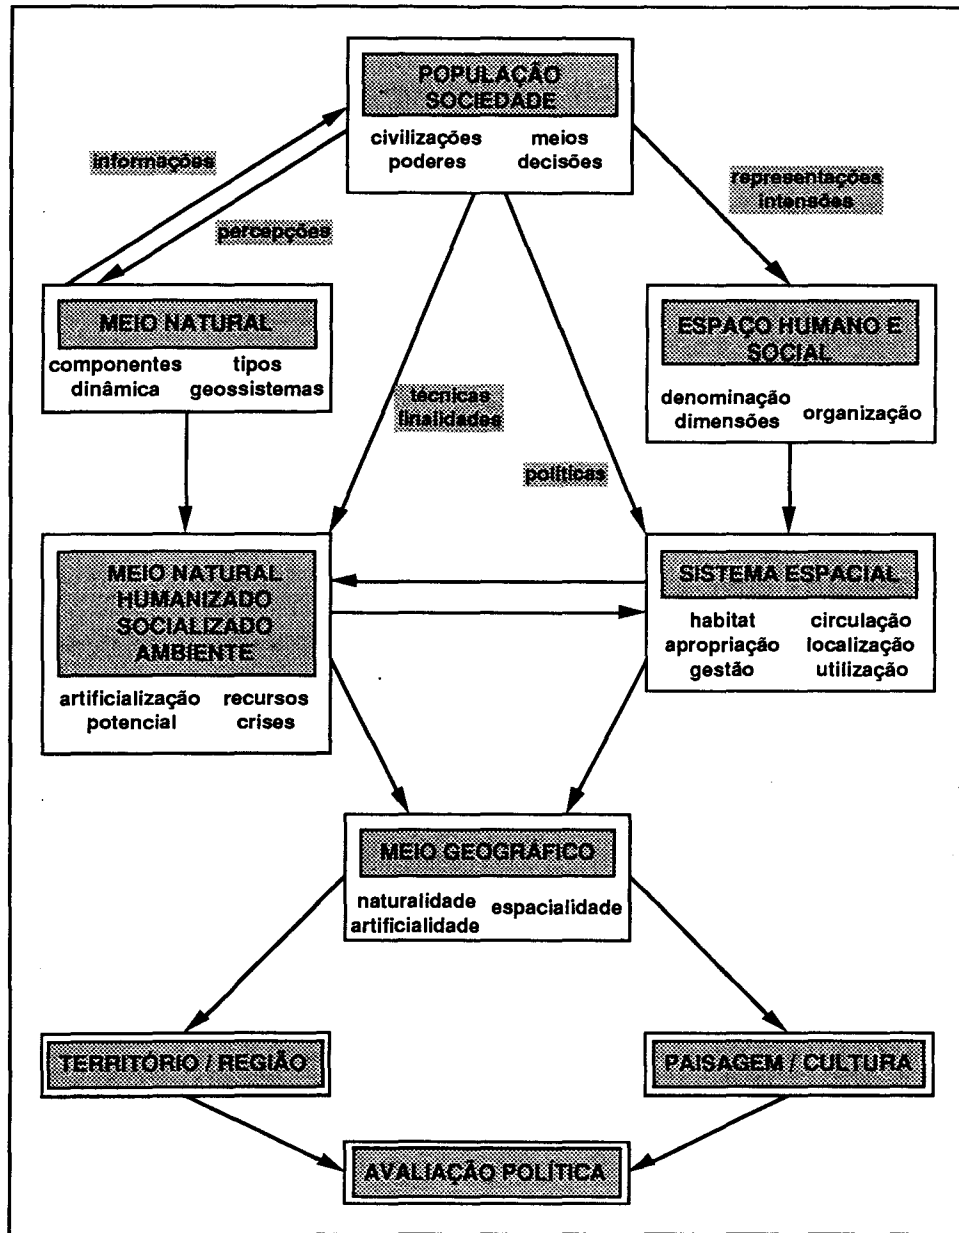 POPULAÇÃO
SOCIEDADE
civilizações meios
poderes decisões
informações
percepções
representações
intensões
MEIO NATURAL
componentes tipos
dinâmica geossistemas
ESPAÇO HUMANO E
SOCIAL
denominação
dimensões
organização
técnicas
finalidades
políticas
MEIO NATURAL
HUMANIZADO
SOCIALIZADO
AMBIENTE
artificialização recursos
potencial crises
SISTEMA ESPACIAL
habitat circulação
apropriação localização
gestão utilização
MEIO GEOGRÁFICO
naturalidade
artificialidade
espacialidade
TERRITÓRIO / REGIÃO
PAISAGEM / CULTURA
AVALIAÇÃO POLÍTICA